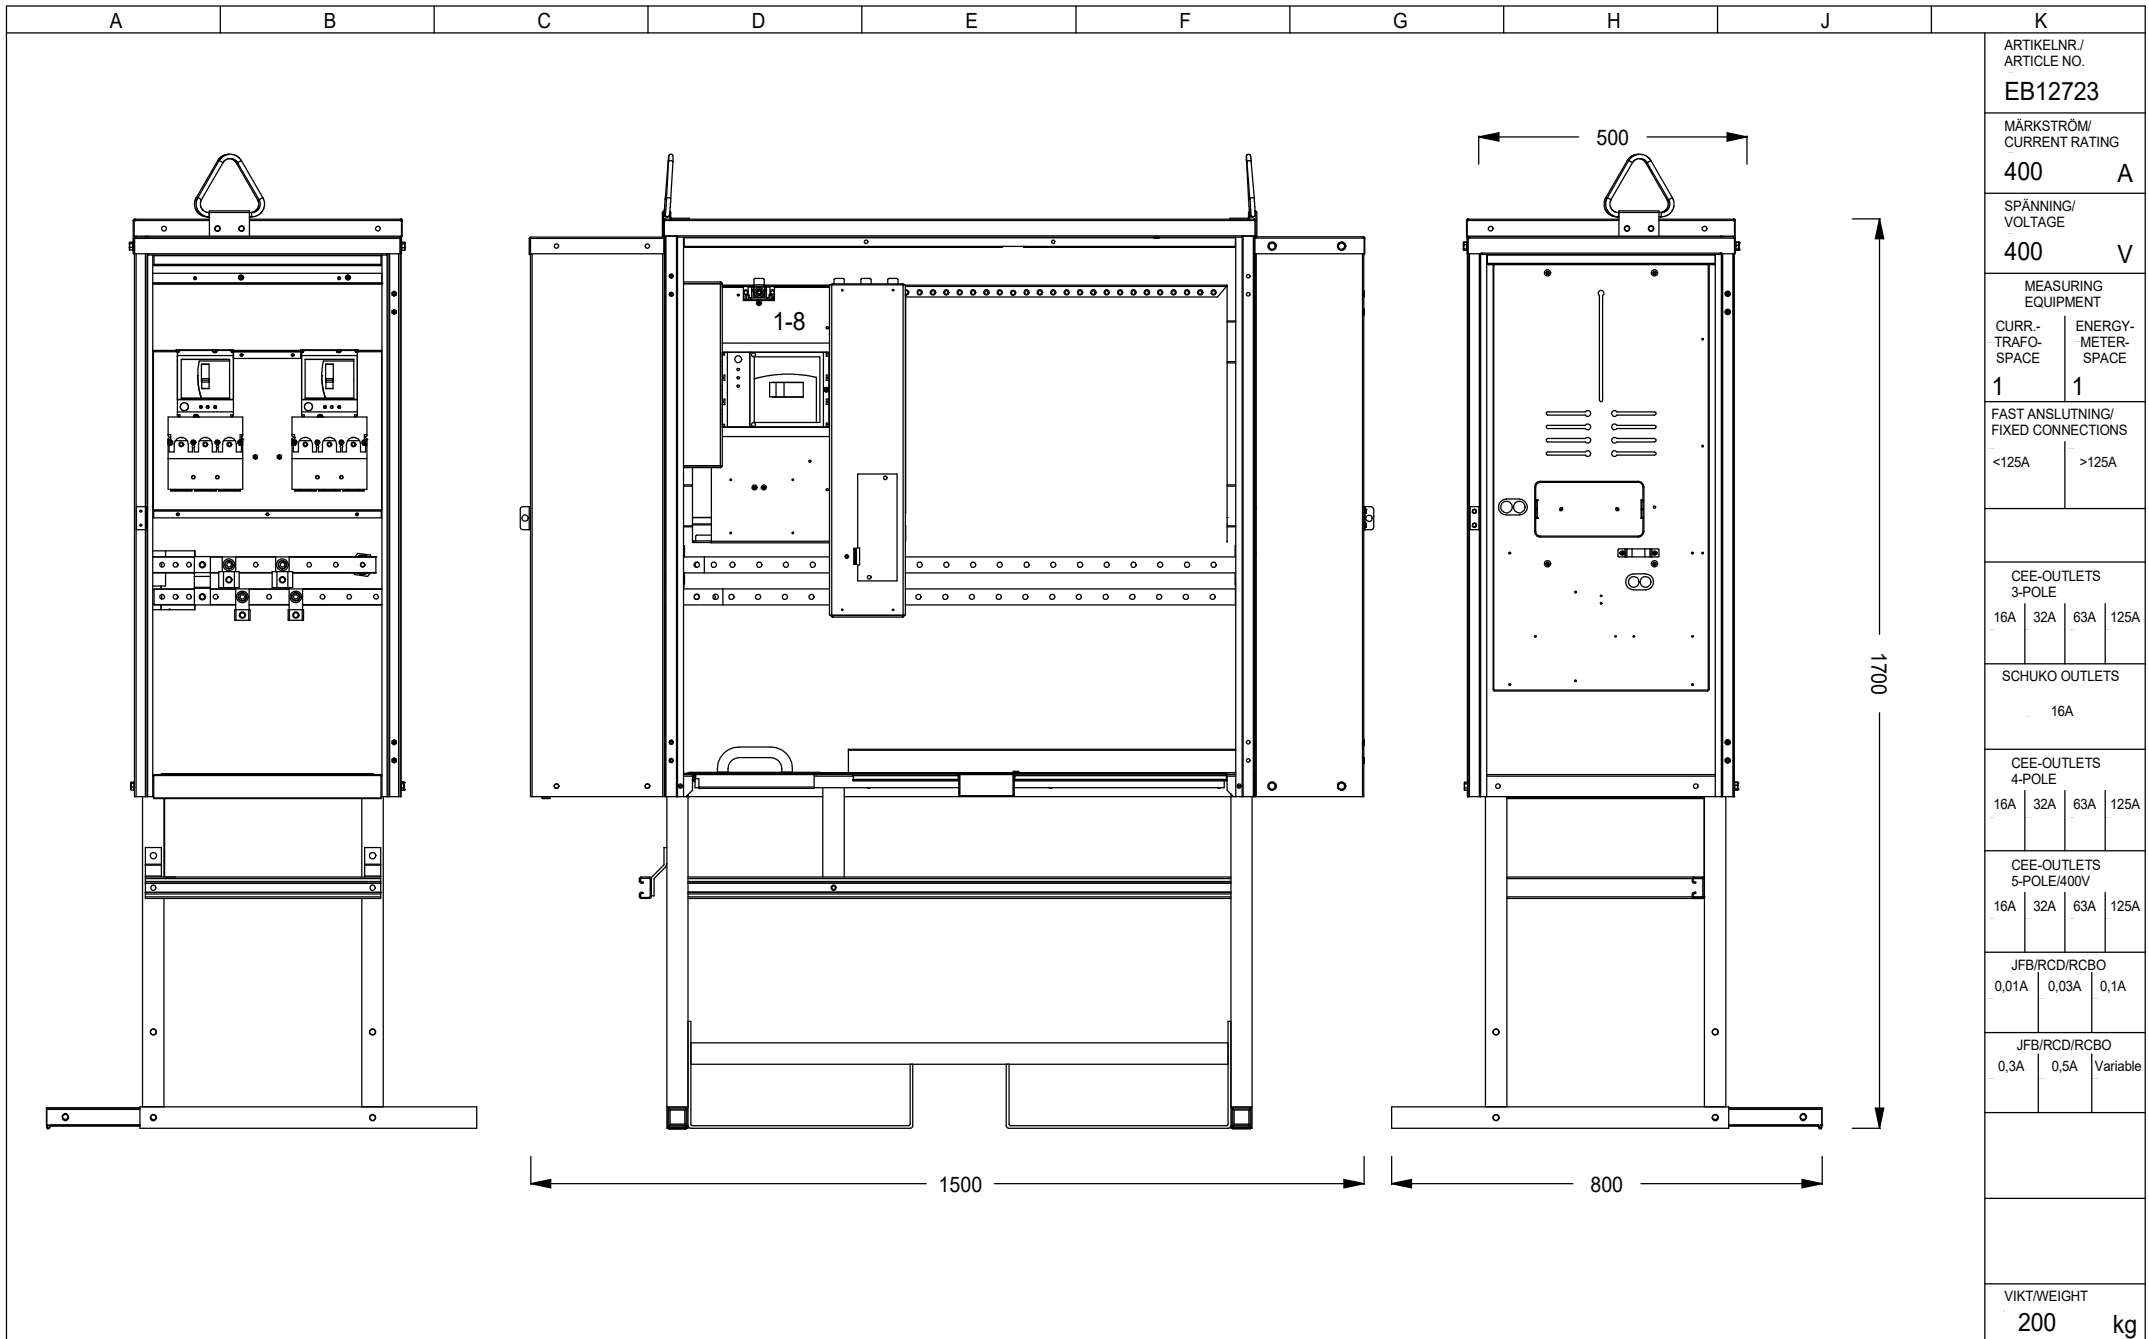 A B C D E F G H J K
ARTIKELNR./
ARTICLE NO.
EB12723
MÄRKSTRÖM/
CURRENT RATING
400 A
SPÄNNING/
VOLTAGE
400 V
MEASURING
EQUIPMENT
CURR.- ENERGY-
TRAFO- METER-
SPACE SPACE
1 1
FAST ANSLUTNING/
FIXED CONNECTIONS
<125A >125A
CEE-OUTLETS
3-POLE
16A 32A 63A 125A
SCHUKO OUTLETS
16A
CEE-OUTLETS
4-POLE
16A 32A 63A 125A
CEE-OUTLETS
5-POLE/400V
16A 32A 63A 125A
JFB/RCD/RCBO
0,01A 0,03A 0,1A
JFB/RCD/RCBO
0,3A 0,5A Variable
VIKT/WEIGHT
200 kg
500
1-8
1700
1500
800